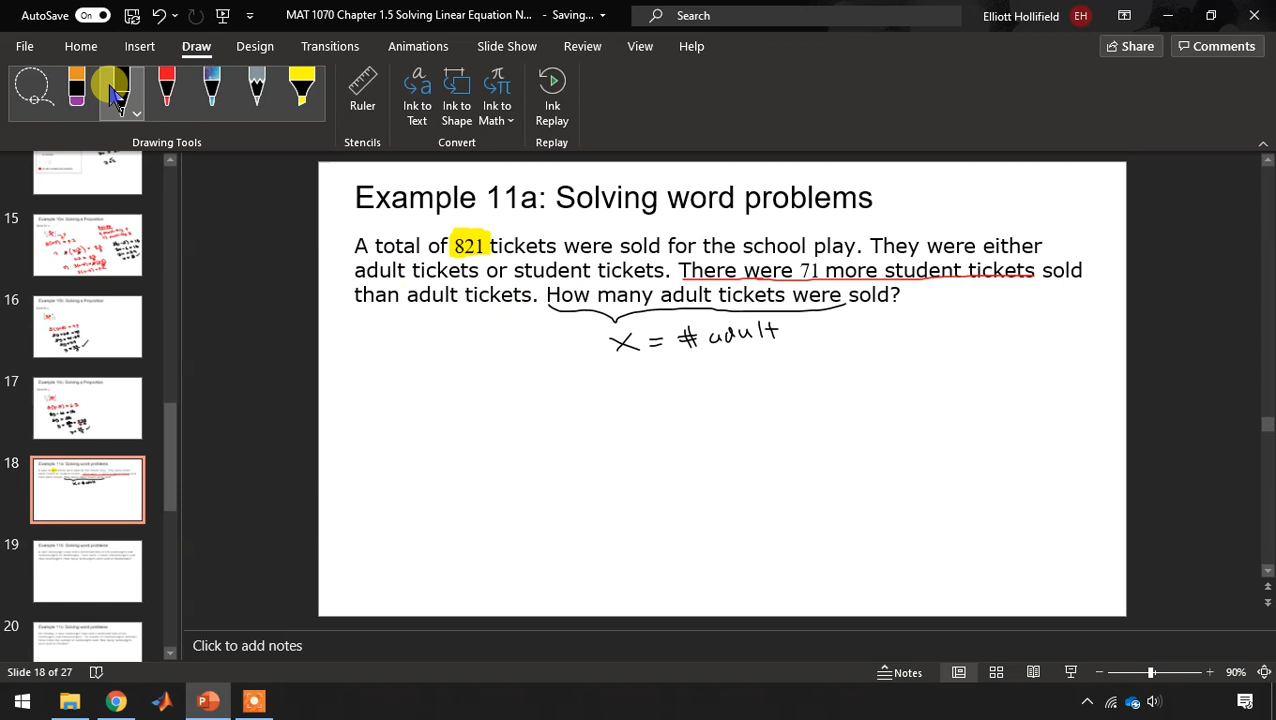 AutoSave On MAT 1070 Chapter 1.5 Solving Linear Equation N... - Saving... Search Elliott Hollifield EH
File Home Insert Draw Design Transitions Animations Slide Show Review View Help Share Comments
Ruler Ink to Text Ink to Shape Ink to Math Ink Replay
Drawing Tools Stencils Convert Replay
Example 11a: Solving word problems
A total of 821 tickets were sold for the school play. They were either
adult tickets or student tickets. There were 71 more student tickets sold
than adult tickets. How many adult tickets were sold?
x = # adult
15
16
17
18
19
20
Click to add notes
Slide 18 of 27 Notes 90%